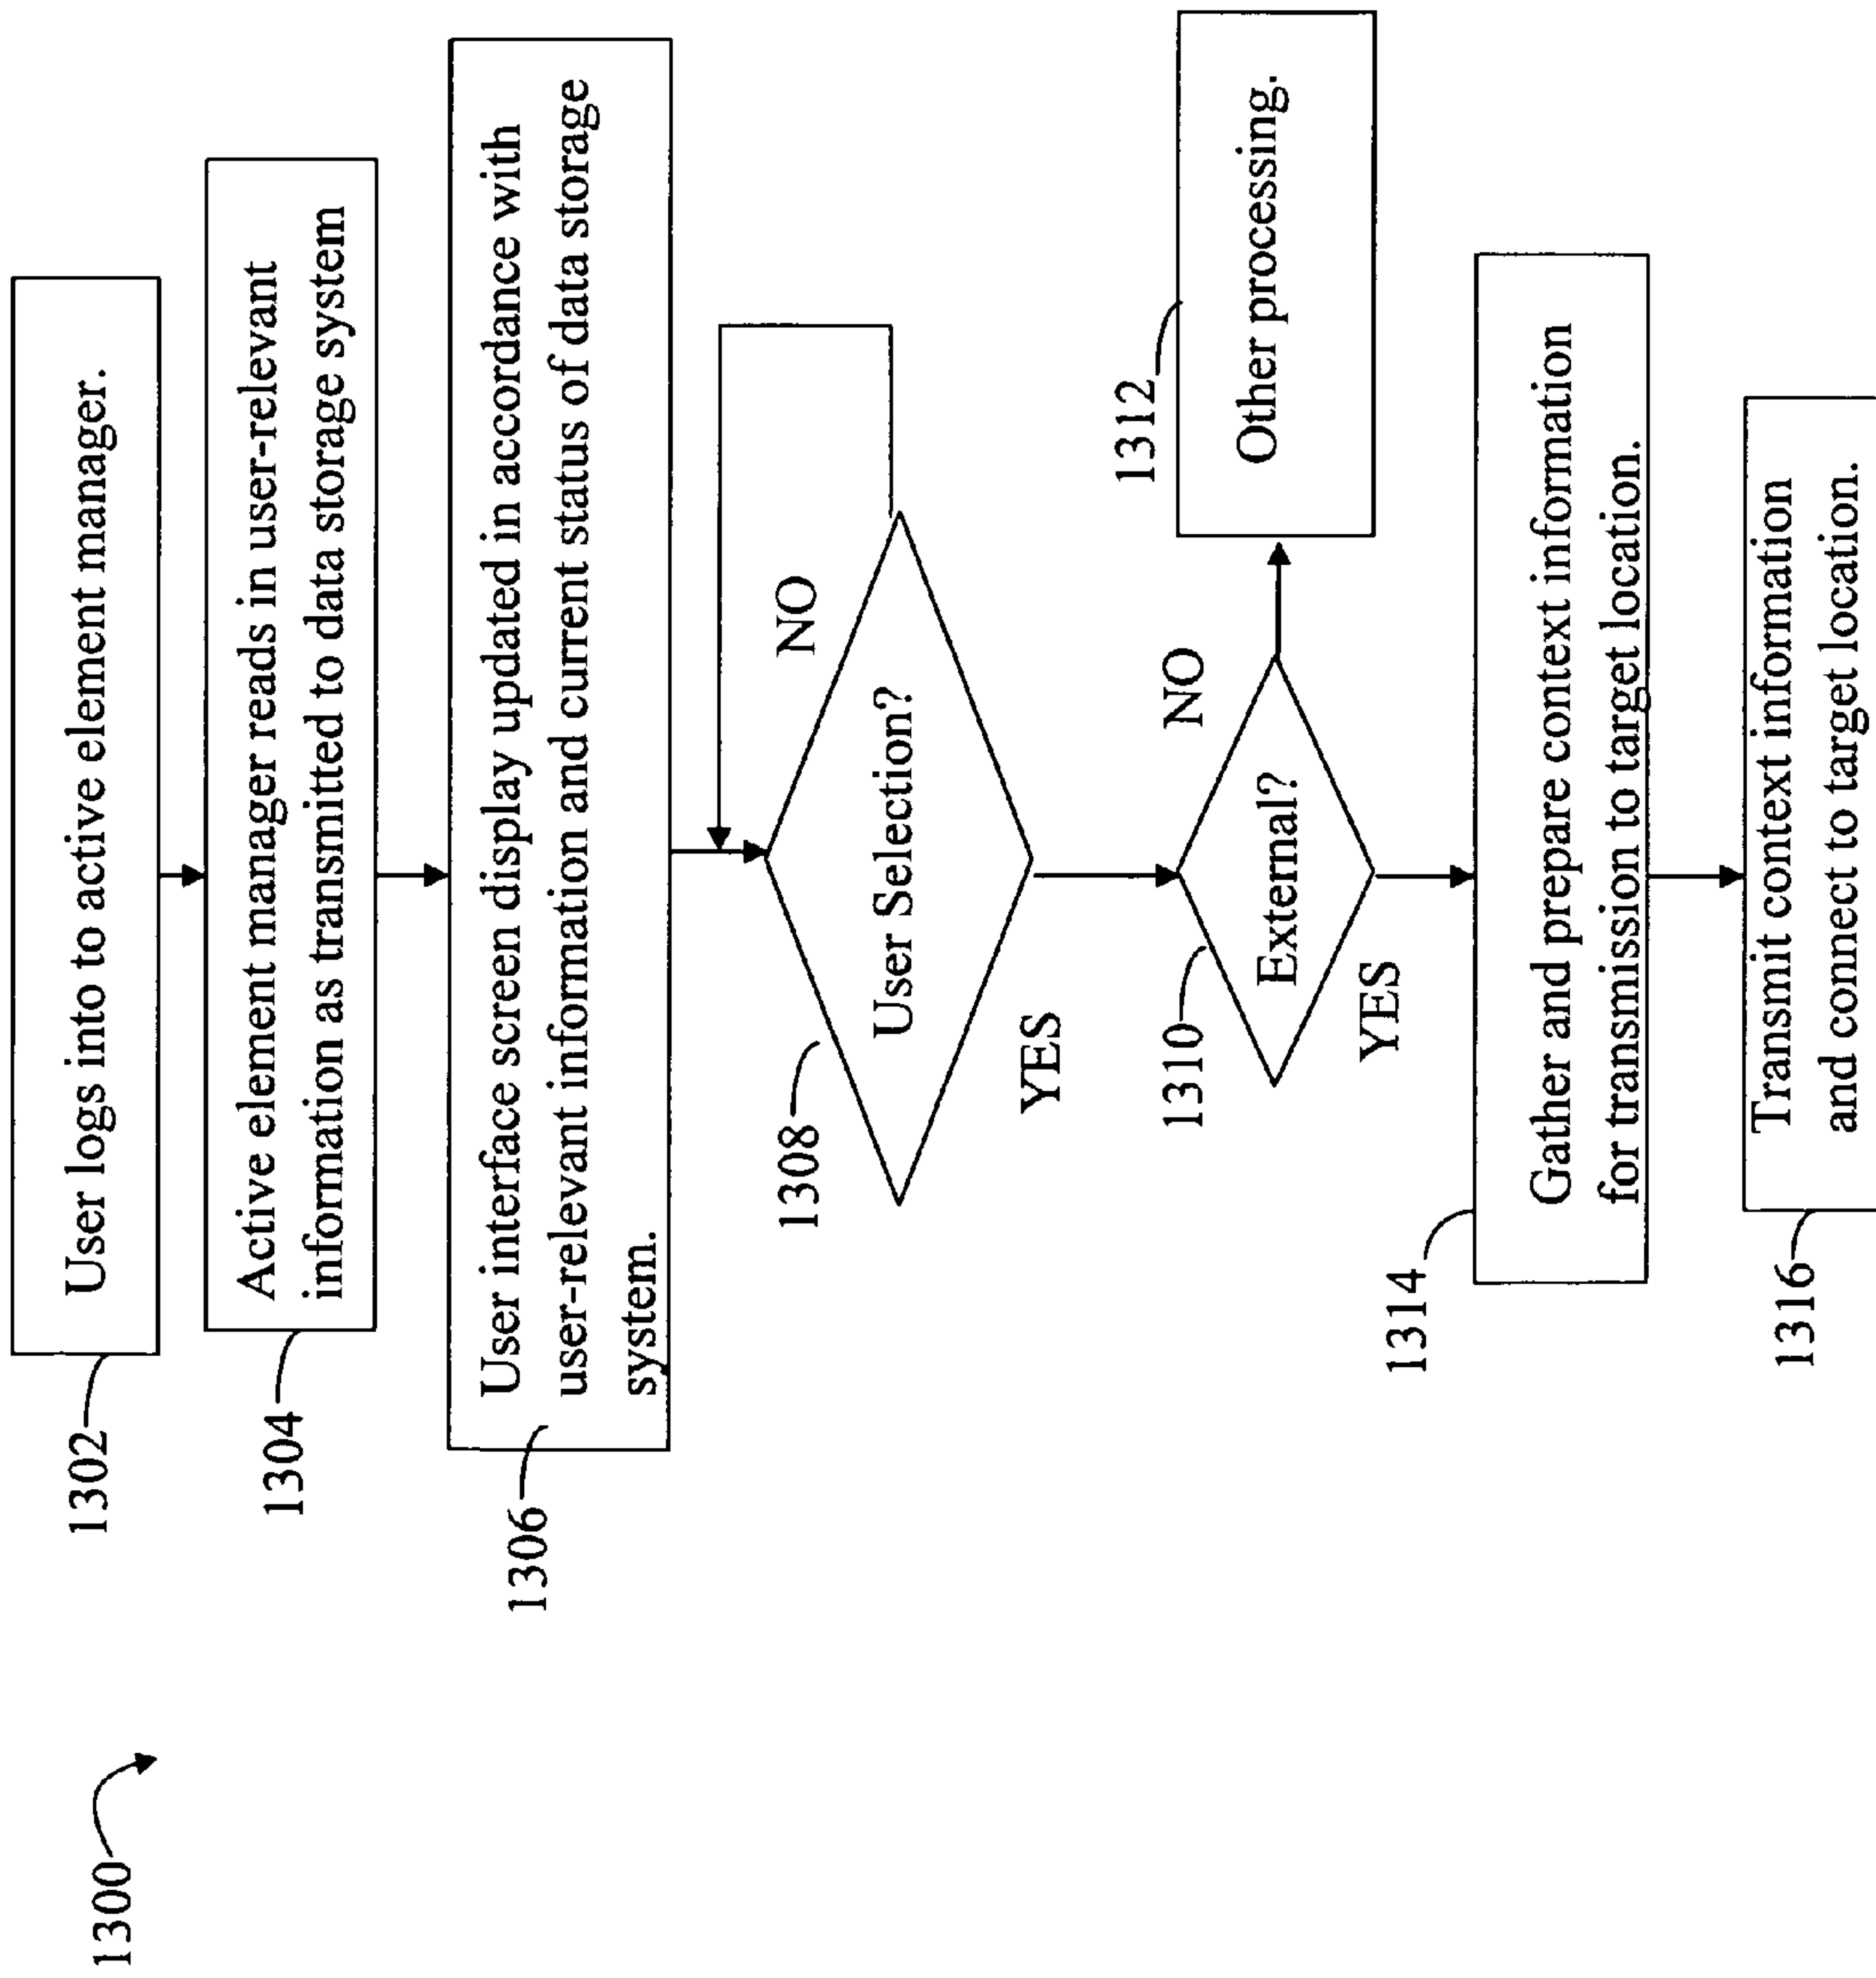 1300
1302
User logs into to active element manager.
1304
Active element manager reads in user-relevant
information as transmitted to data storage system
1306
User interface screen display updated in accordance with
user-relevant information and current status of data storage
system.
NO
1308
User Selection?
YES
1310
External?
NO
1312
Other processing.
YES
1314
Gather and prepare context information
for transmission to target location.
1316
Transmit context information
and connect to target location.